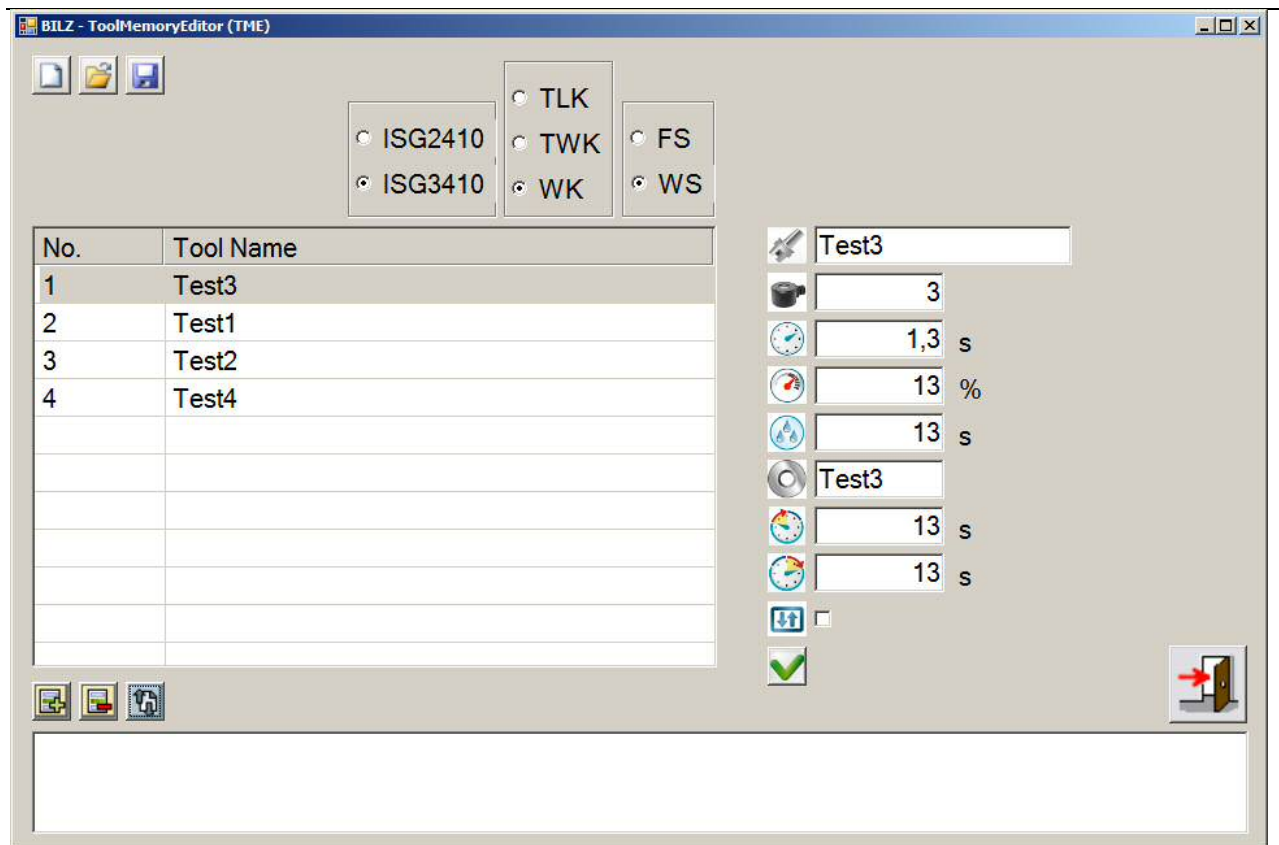 BILZ - ToolMemoryEditor (TME)
TLK
ISG2410 TWK FS
ISG3410 WK WS
No. Tool Name
1 Test3
2 Test1
3 Test2
4 Test4
Test3
3
1,3 s
13 %
13 s
Test3
13 s
13 s